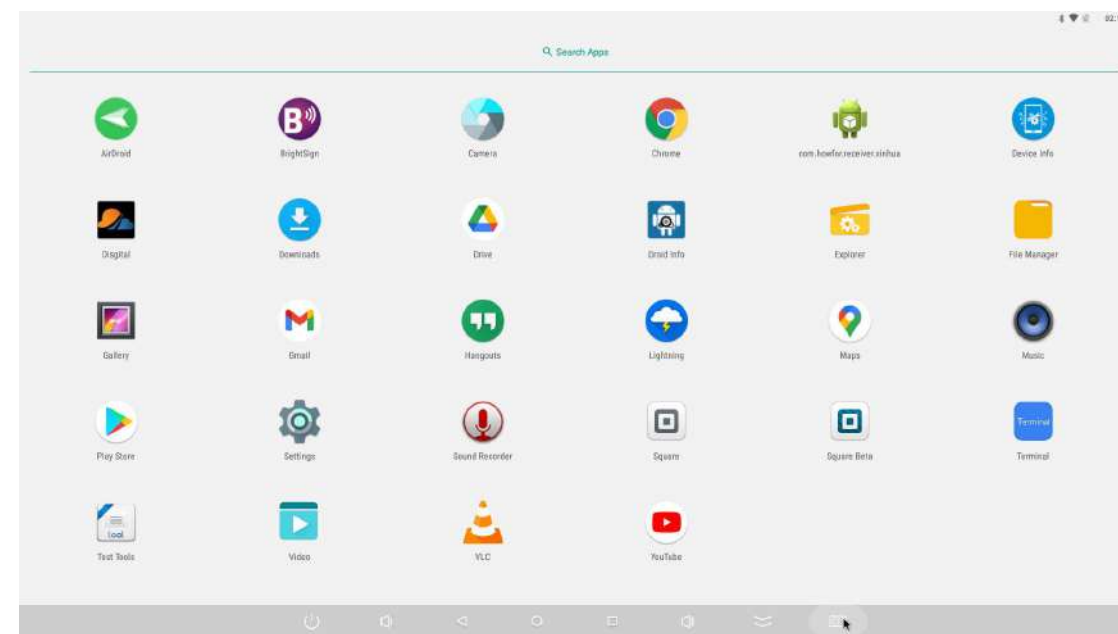 02:
Search Apps
AirDroid
BrightSign
Camera
Chrome
com.howfor.receiver.xinhua
Device Info
Disgital
Downloads
Drive
Droid Info
Explorer
File Manager
Gallery
Gmail
Hangouts
Lightning
Maps
Music
Play Store
Settings
Sound Recorder
Square
Square Beta
Terminal
Terminal
Tool
Test Tools
Video
VLC
YouTube